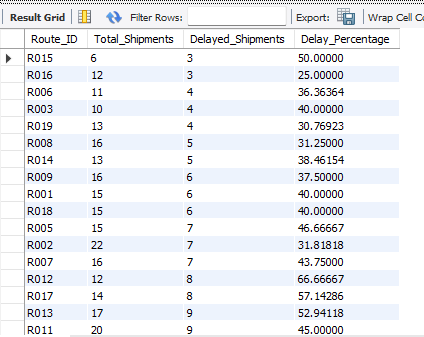 Result Grid Filter Rows: Export: Wrap Cell Co
Route_ID Total_Shipments Delayed_Shipments Delay_Percentage
R015 6 3 50.00000
R016 12 3 25.00000
R006 11 4 36.36364
R003 10 4 40.00000
R019 13 4 30.76923
R008 16 5 31.25000
R014 13 5 38.46154
R009 16 6 37.50000
R001 15 6 40.00000
R018 15 6 40.00000
R005 15 7 46.66667
R002 22 7 31.81818
R007 16 7 43.75000
R012 12 8 66.66667
R017 14 8 57.14286
R013 17 9 52.94118
R011 20 9 45.00000